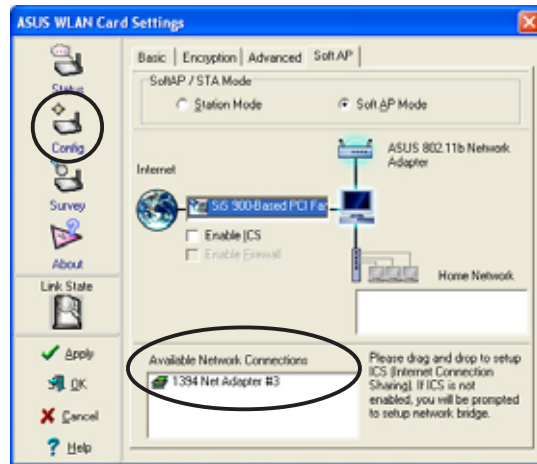 ASUS WLAN Card Settings
Status
Config
Survey
About
Link State
Apply
OK
Cancel
Help
Basic
Encryption
Advanced
Soft AP
SoftAP / STA Mode
Station Mode
Soft AP Mode
Internet
ASUS 802.11b Network
Adapter
SiS 900-Based PCI Fa
Enable ICS
Enable Firewall
Home Network
Available Network Connections
1394 Net Adapter #3
Please drag and drop to setup
ICS (Internet Connection
Sharing). If ICS is not
enabled, you will be prompted
to setup network bridge.